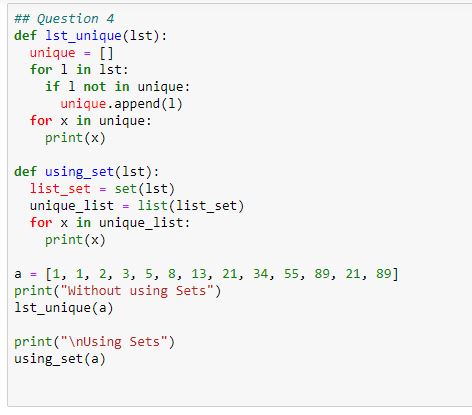 ## Question 4
def lst_unique(lst):
  unique = []
  for l in lst:
    if l not in unique:
      unique.append(l)
  for x in unique:
    print(x)

def using_set(lst):
  list_set = set(lst)
  unique_list = list(list_set)
  for x in unique_list:
    print(x)

a = [1, 1, 2, 3, 5, 8, 13, 21, 34, 55, 89, 21, 89]
print("Without using Sets")
lst_unique(a)

print("\nUsing Sets")
using_set(a)